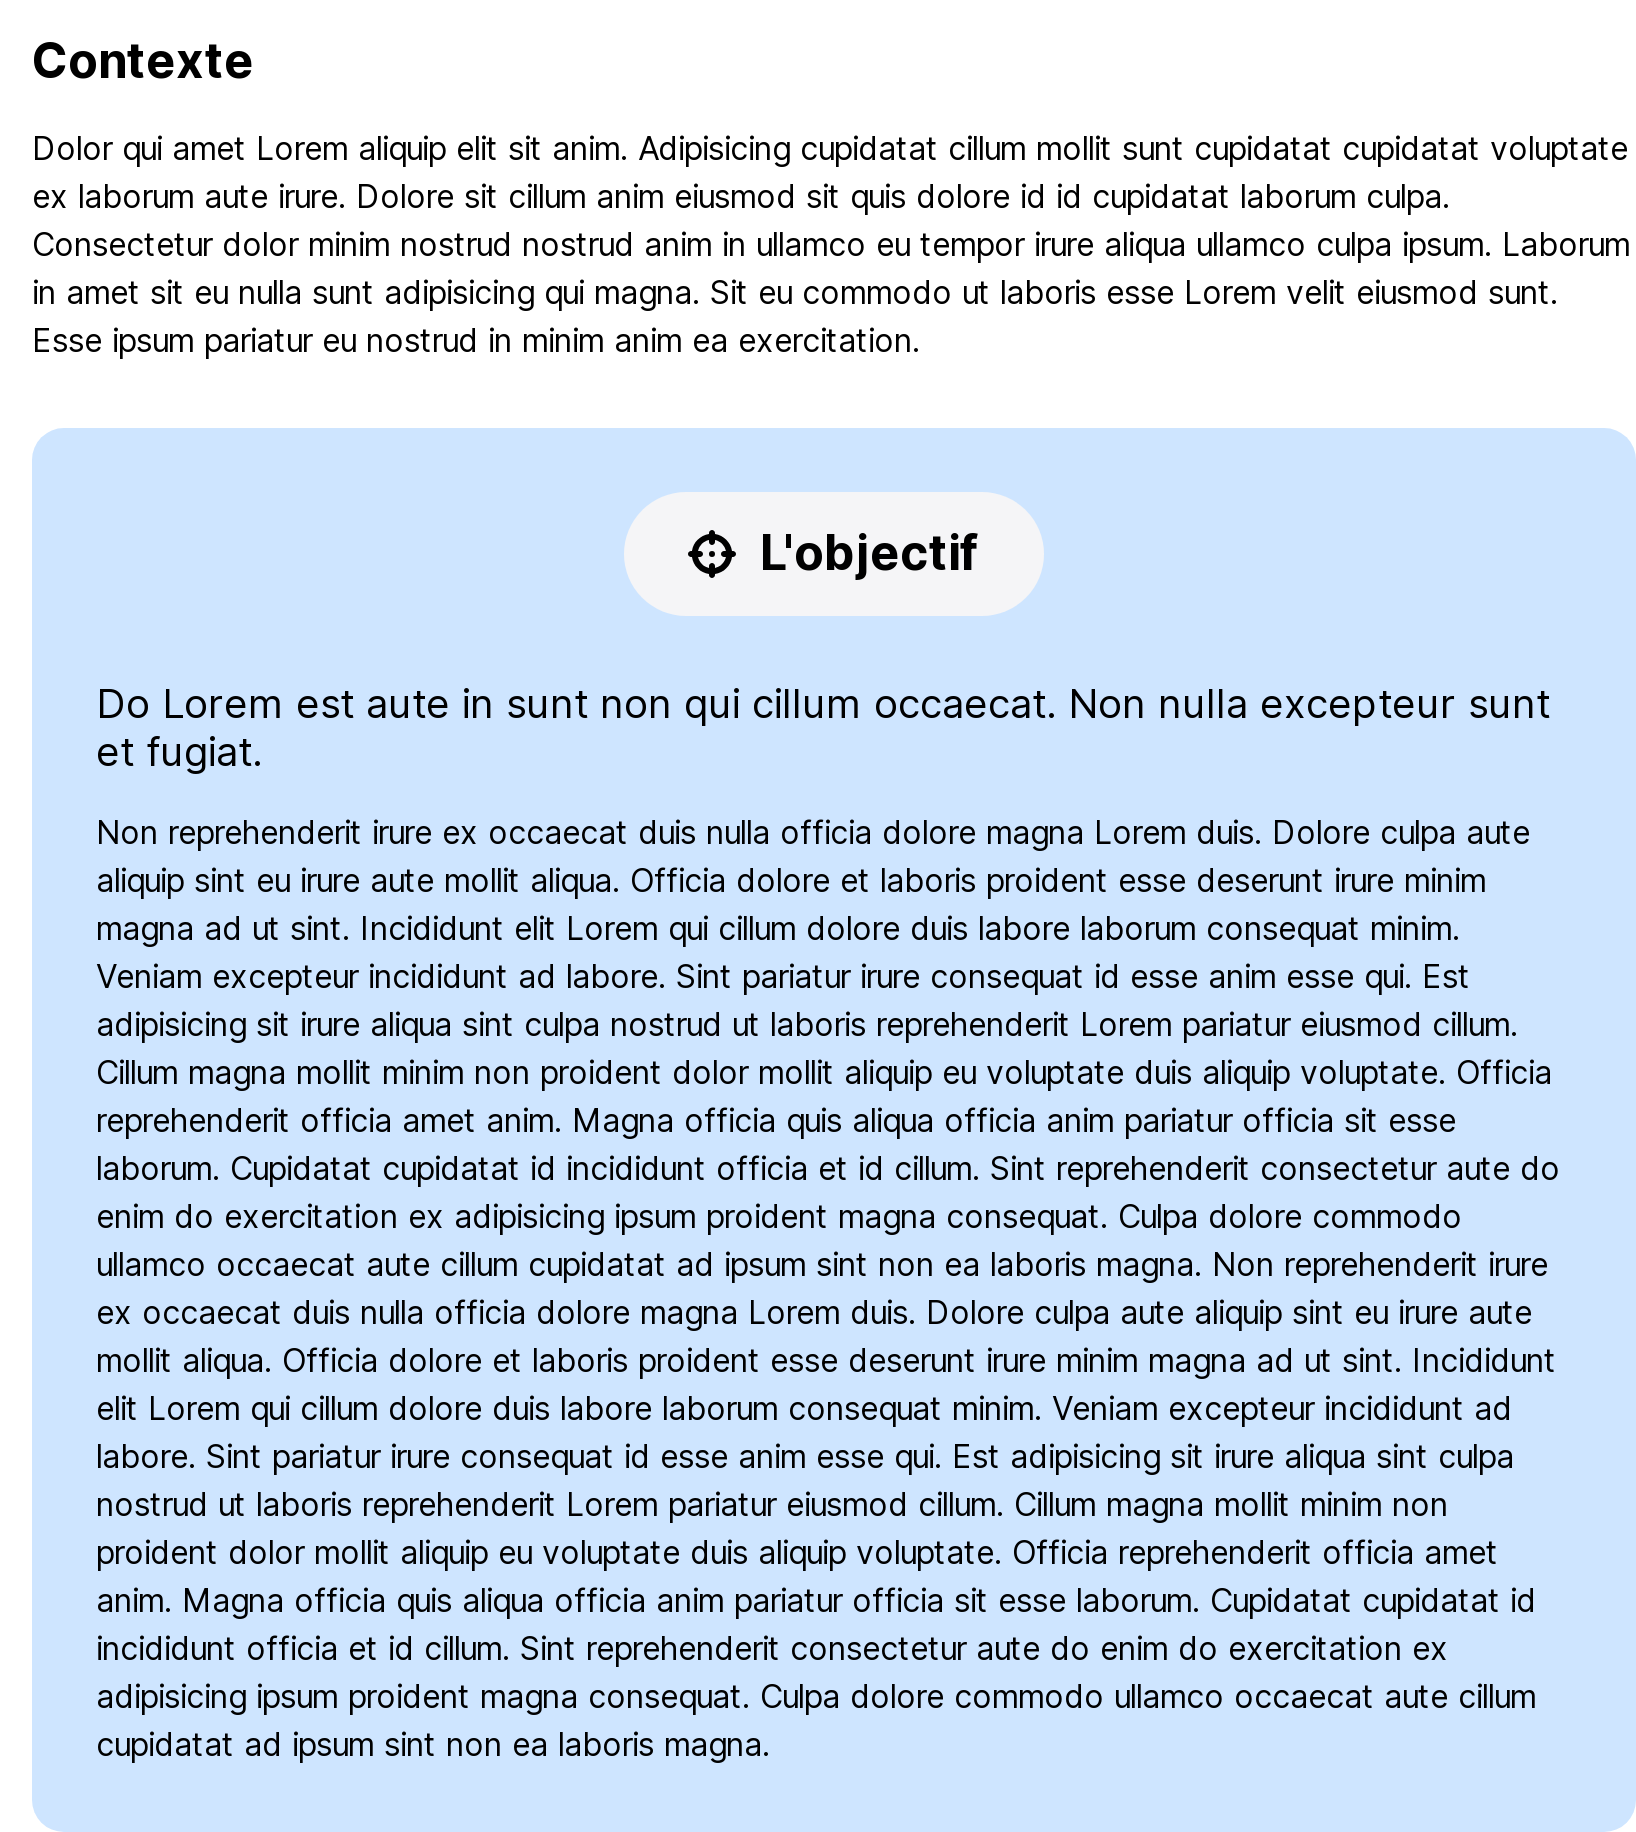 Contexte
Dolor qui amet Lorem aliquip elit sit anim. Adipisicing cupidatat cillum mollit sunt cupidatat cupidatat voluptate
ex laborum aute irure. Dolore sit cillum anim eiusmod sit quis dolore id id cupidatat laborum culpa.
Consectetur dolor minim nostrud nostrud anim in ullamco eu tempor irure aliqua ullamco culpa ipsum. Laborum
in amet sit eu nulla sunt adipisicing qui magna. Sit eu commodo ut laboris esse Lorem velit eiusmod sunt.
Esse ipsum pariatur eu nostrud in minim anim ea exercitation.
L'objectif
Do Lorem est aute in sunt non qui cillum occaecat. Non nulla excepteur sunt
et fugiat.
Non reprehenderit irure ex occaecat duis nulla officia dolore magna Lorem duis. Dolore culpa aute
aliquip sint eu irure aute mollit aliqua. Officia dolore et laboris proident esse deserunt irure minim
magna ad ut sint. Incididunt elit Lorem qui cillum dolore duis labore laborum consequat minim.
Veniam excepteur incididunt ad labore. Sint pariatur irure consequat id esse anim esse qui. Est
adipisicing sit irure aliqua sint culpa nostrud ut laboris reprehenderit Lorem pariatur eiusmod cillum.
Cillum magna mollit minim non proident dolor mollit aliquip eu voluptate duis aliquip voluptate. Officia
reprehenderit officia amet anim. Magna officia quis aliqua officia anim pariatur officia sit esse
laborum. Cupidatat cupidatat id incididunt officia et id cillum. Sint reprehenderit consectetur aute do
enim do exercitation ex adipisicing ipsum proident magna consequat. Culpa dolore commodo
ullamco occaecat aute cillum cupidatat ad ipsum sint non ea laboris magna. Non reprehenderit irure
ex occaecat duis nulla officia dolore magna Lorem duis. Dolore culpa aute aliquip sint eu irure aute
mollit aliqua. Officia dolore et laboris proident esse deserunt irure minim magna ad ut sint. Incididunt
elit Lorem qui cillum dolore duis labore laborum consequat minim. Veniam excepteur incididunt ad
labore. Sint pariatur irure consequat id esse anim esse qui. Est adipisicing sit irure aliqua sint culpa
nostrud ut laboris reprehenderit Lorem pariatur eiusmod cillum. Cillum magna mollit minim non
proident dolor mollit aliquip eu voluptate duis aliquip voluptate. Officia reprehenderit officia amet
anim. Magna officia quis aliqua officia anim pariatur officia sit esse laborum. Cupidatat cupidatat id
incididunt officia et id cillum. Sint reprehenderit consectetur aute do enim do exercitation ex
adipisicing ipsum proident magna consequat. Culpa dolore commodo ullamco occaecat aute cillum
cupidatat ad ipsum sint non ea laboris magna.